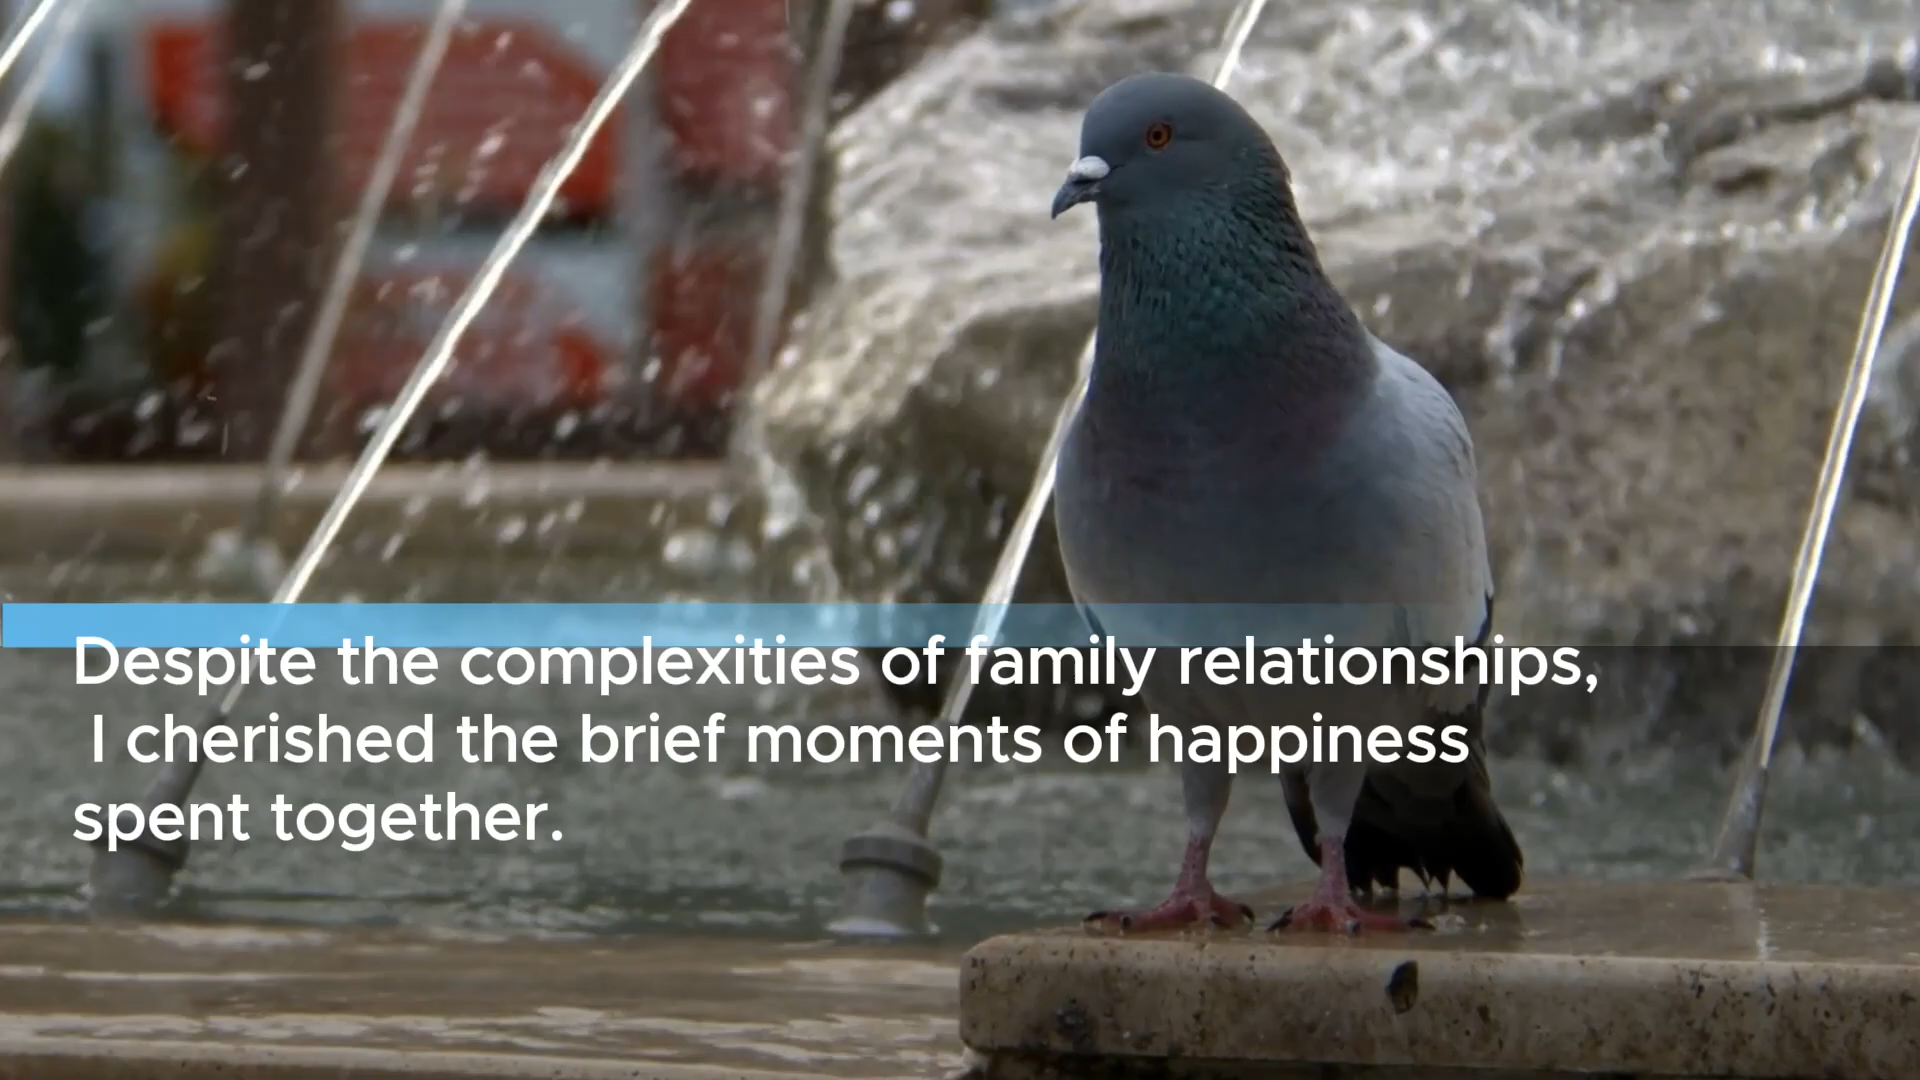 Despite the complexities of family relationships,
I cherished the brief moments of happiness
spent together.